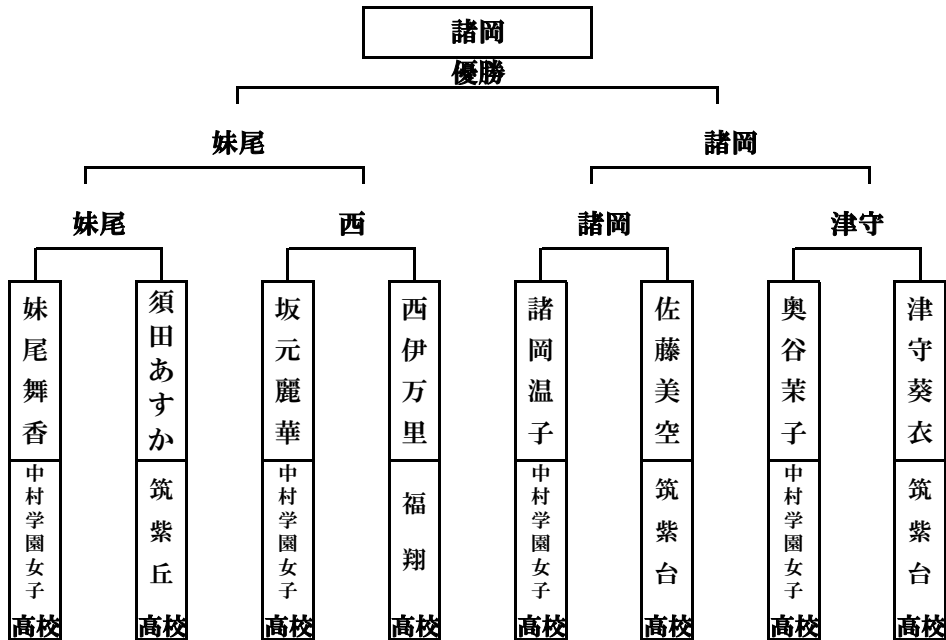 諸岡
優勝
妹尾
諸岡
妹尾
西
諸岡
津守
妹尾舞香
須田あすか
坂元麗華
西伊万里
諸岡温子
佐藤美空
奥谷茉子
津守葵衣
中村学園女子
筑紫丘
中村学園女子
福翔
中村学園女子
筑紫台
中村学園女子
筑紫台
高校
高校
高校
高校
高校
高校
高校
高校